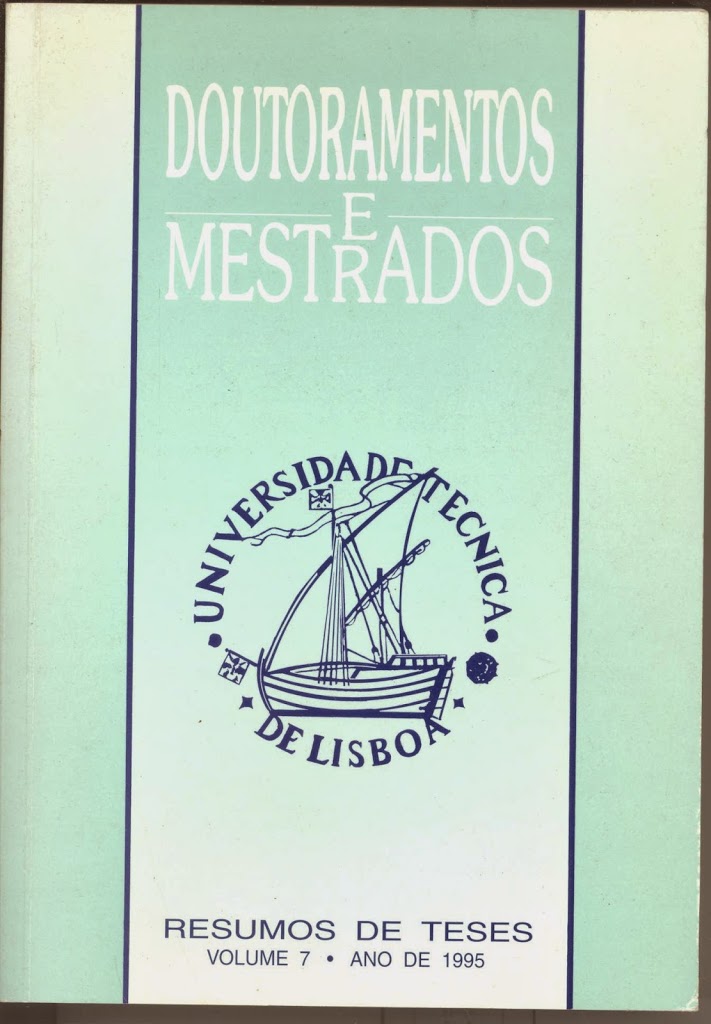 DOUTORAMENTOS
E
MESTRADOS
• UNIVERSIDADE TECNICA •
DE LISBOA
RESUMOS DE TESES
VOLUME 7 • ANO DE 1995